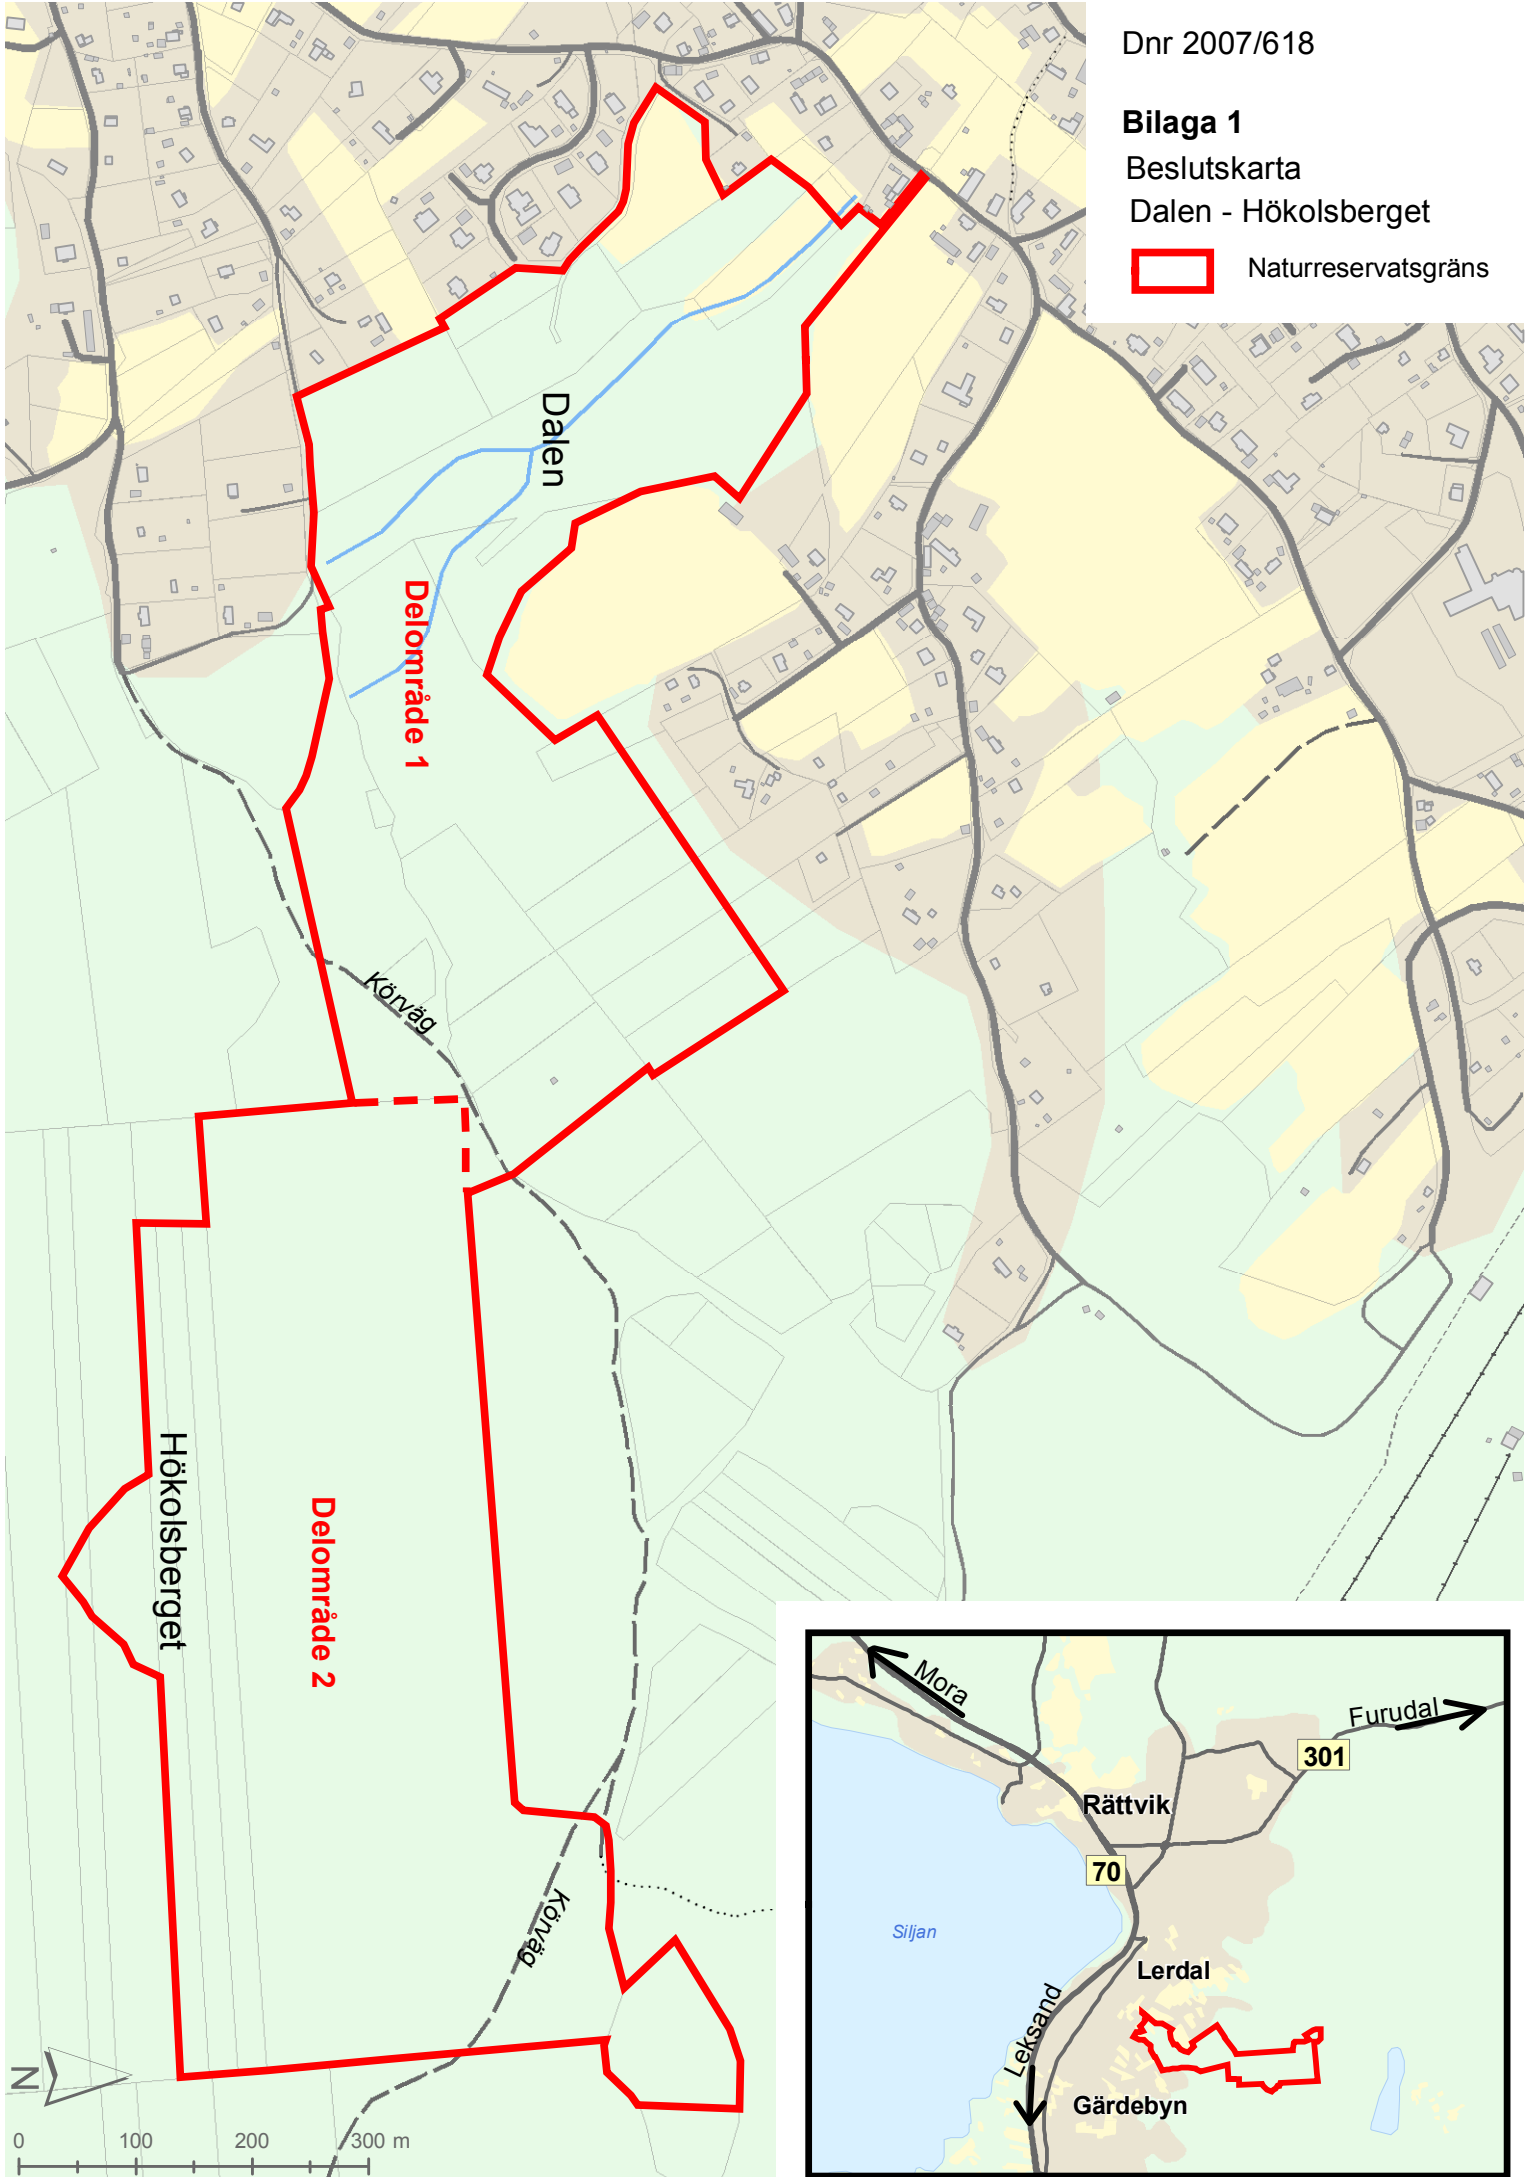 Dnr 2007/618
Bilaga 1
Beslutskarta
Dalen - Hökolsberget
Naturreservatsgräns
Dalen
Delområde 1
Körväg
Hökolsberget
Delområde 2
Körväg
N
0 100 200 300 m
Mora
Furudal
301
Rättvik
70
Siljan
Lerdal
Leksand
Gärdebyn